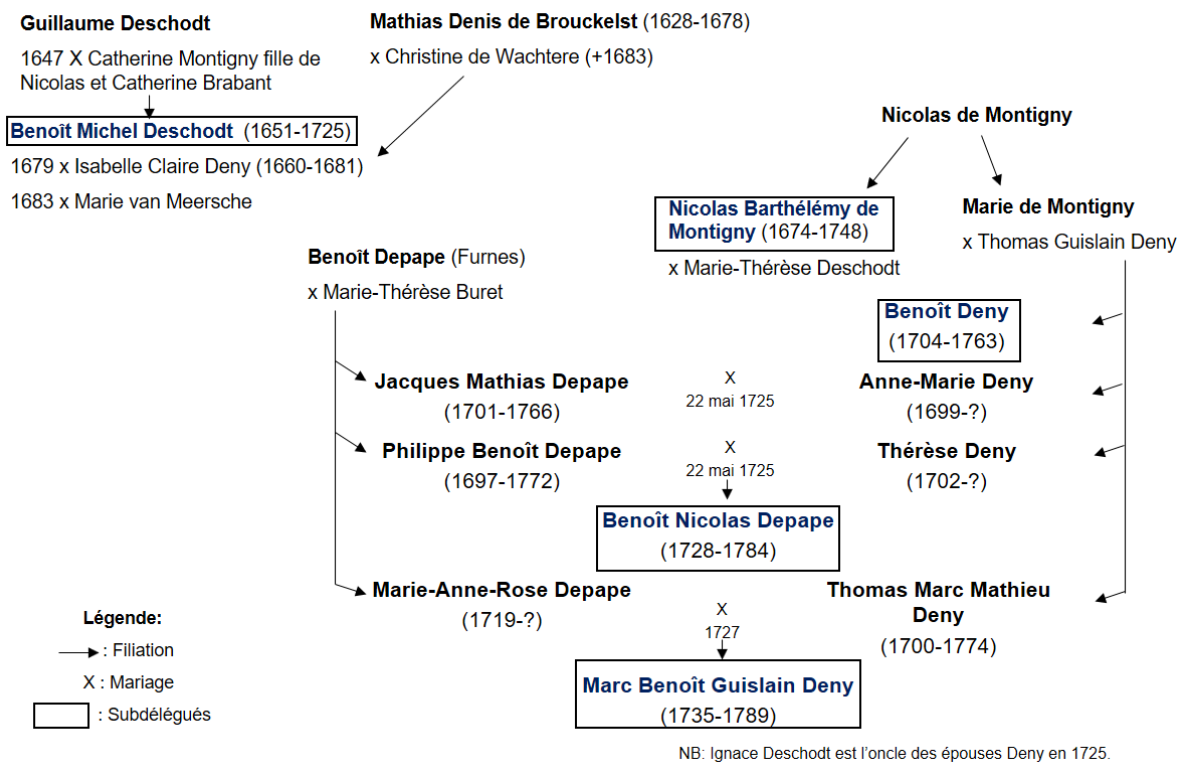 Guillaume Deschodt
1647 X Catherine Montigny fille de
Nicolas et Catherine Brabant
Mathias Denis de Brouckelst (1628-1678)
x Christine de Wachtere (+1683)
Benoît Michel Deschodt (1651-1725)
1679 x Isabelle Claire Deny (1660-1681)
1683 x Marie van Meersche
Nicolas de Montigny
Nicolas Barthélémy de
Montigny (1674-1748)
x Marie-Thérèse Deschodt
Marie de Montigny
x Thomas Guislain Deny
Benoît Depape (Furnes)
x Marie-Thérèse Buret
Benoît Deny
(1704-1763)
Jacques Mathias Depape
(1701-1766)
X
22 mai 1725
Anne-Marie Deny
(1699-?)
Philippe Benoît Depape
(1697-1772)
X
22 mai 1725
Thérèse Deny
(1702-?)
Benoît Nicolas Depape
(1728-1784)
Marie-Anne-Rose Depape
(1719-?)
X
1727
Thomas Marc Mathieu
Deny
(1700-1774)
Marc Benoît Guislain Deny
(1735-1789)
Légende:
: Filiation
X : Mariage
: Subdélégués
NB: Ignace Deschodt est l'oncle des épouses Deny en 1725.